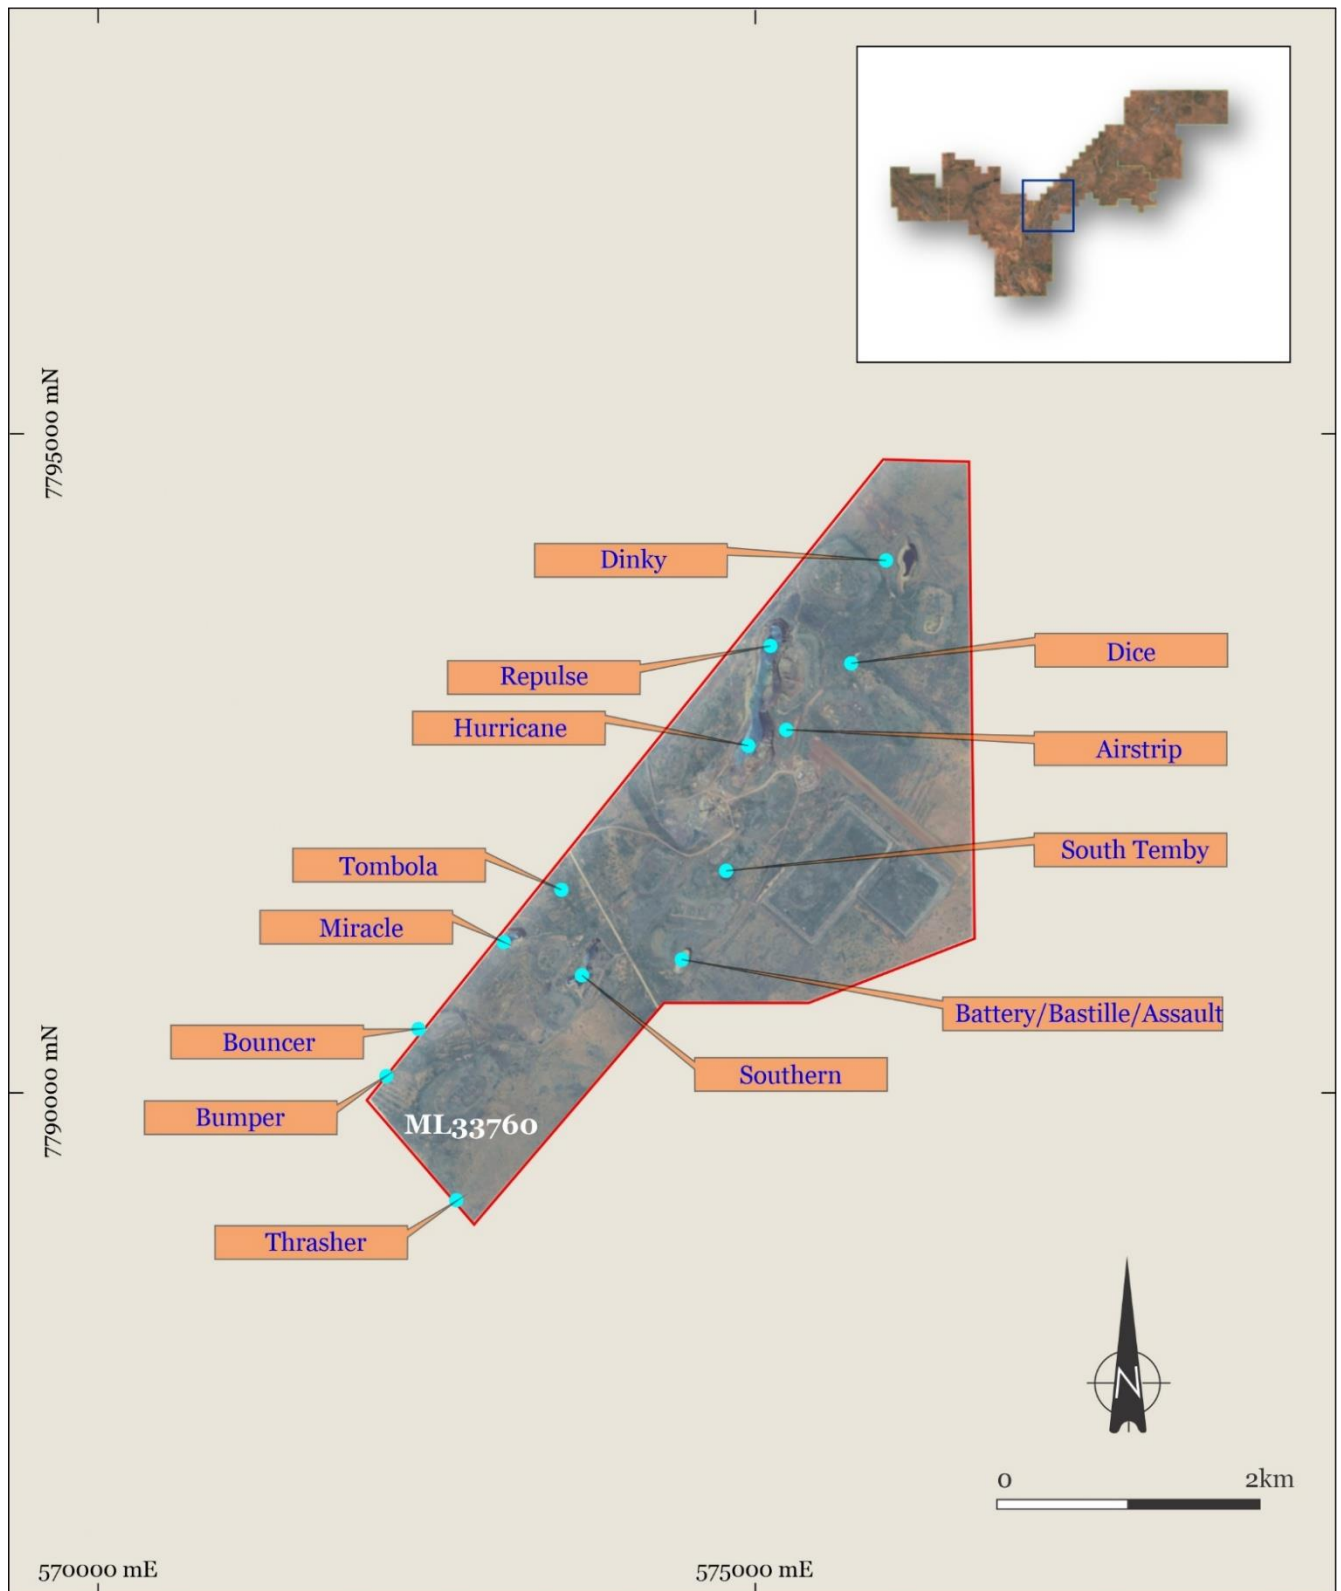 7795000 mN
Dinky
Dice
Repulse
Hurricane
Airstrip
South Temby
Tombola
Miracle
Battery/Bastille/Assault
Bouncer
Southern
Bumper
ML33760
7790000 mN
Thrasher
N
0 2km
570000 mE 575000 mE